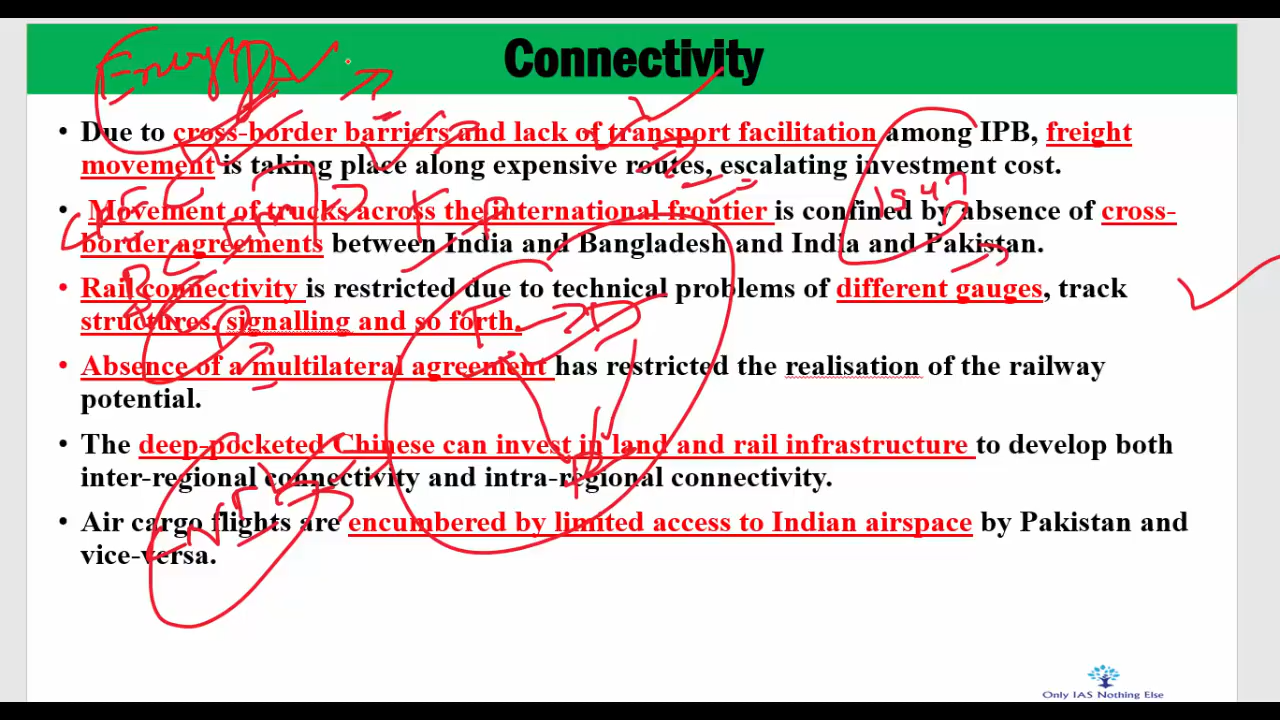 Connectivity
• Due to cross-border barriers and lack of transport facilitation among IPB, freight
movement is taking place along expensive routes, escalating investment cost.
• Movement of trucks across the international frontier is confined by absence of cross-
border agreements between India and Bangladesh and India and Pakistan.
• Rail connectivity is restricted due to technical problems of different gauges, track
structures, signalling and so forth.
• Absence of a multilateral agreement has restricted the realisation of the railway
potential.
• The deep-pocketed Chinese can invest in land and rail infrastructure to develop both
inter-regional connectivity and intra-regional connectivity.
• Air cargo flights are encumbered by limited access to Indian airspace by Pakistan and
vice-versa.
1947
CPEC
Only IAS Nothing Else